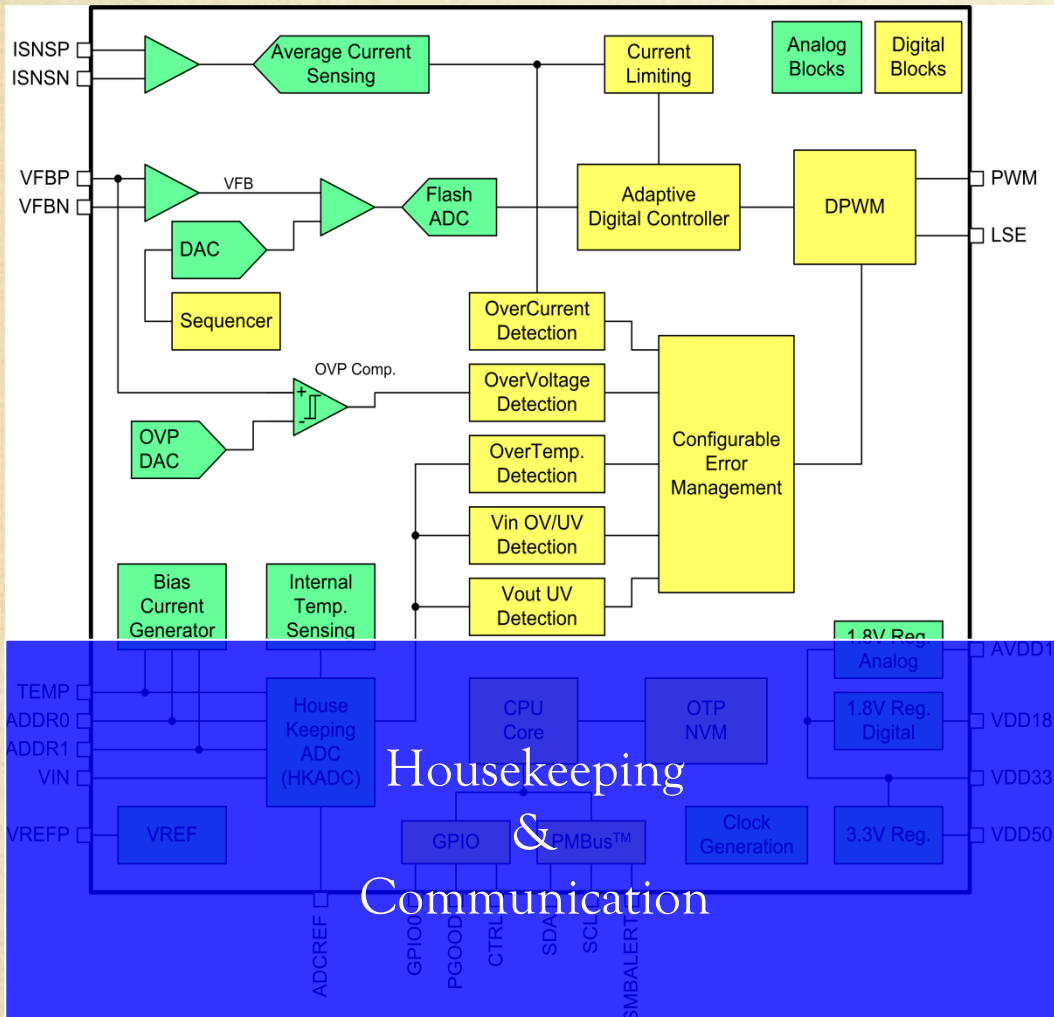 ISNSP
ISNSN
Average Current
Sensing
Current
Limiting
Analog
Blocks
Digital
Blocks
VFBP
VFBN
VFB
Flash
ADC
Adaptive
Digital Controller
DPWM
PWM
LSE
DAC
Sequencer
OverCurrent
Detection
OVP Comp.
+
-
OverVoltage
Detection
OVP
DAC
OverTemp.
Detection
Configurable
Error
Management
Vin OV/UV
Detection
Vout UV
Detection
Bias
Current
Generator
Internal
Temp.
Sensing
1.8V Reg.
Analog
AVDD1
TEMP
ADDR0
ADDR1
VIN
House
Keeping
ADC
(HKADC)
CPU
Core
OTP
NVM
1.8V Reg.
Digital
VDD18
VDD33
Housekeeping
&
Communication
VREFP
VREF
GPIO
PMBus™
Clock
Generation
3.3V Reg.
VDD50
ADCREF
GPIO0
PGOOD
CTRL
SDA
SCL
SMBALERT